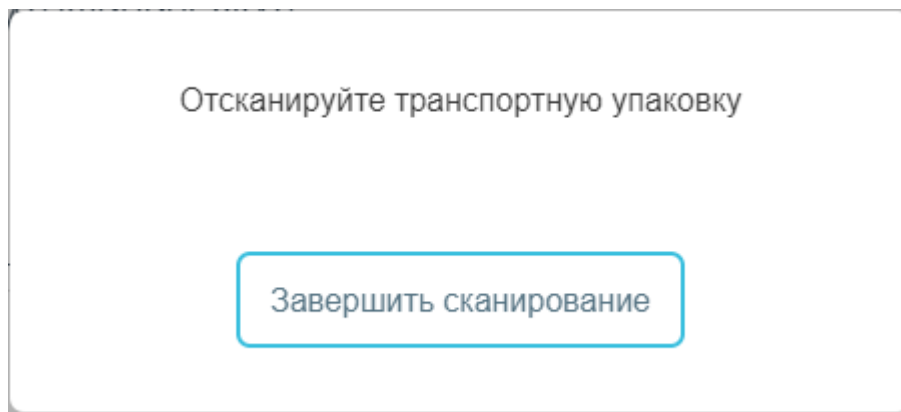 Отсканируйте транспортную упаковку
Завершить сканирование